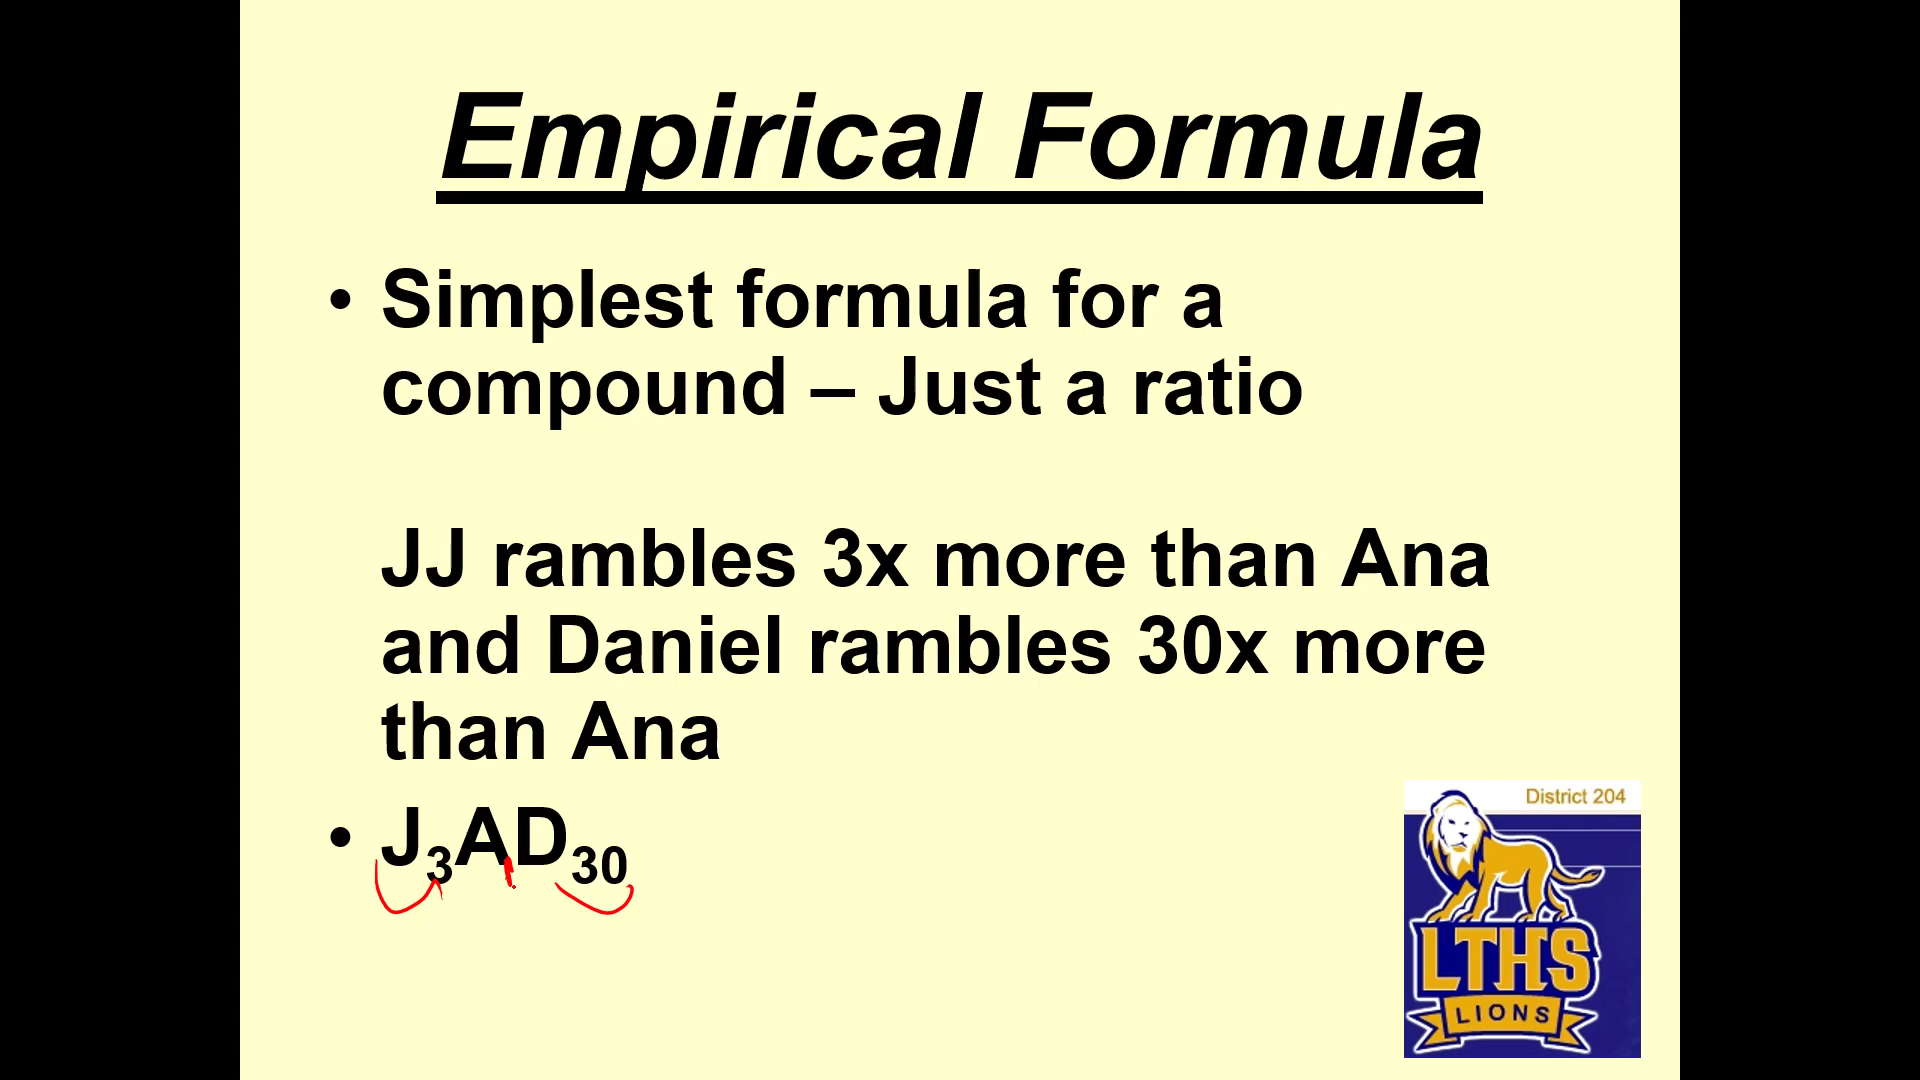 Empirical Formula
• Simplest formula for a
compound – Just a ratio
JJ rambles 3x more than Ana
and Daniel rambles 30x more
than Ana
• J₃AD₃₀
District 204
LTHS
LIONS